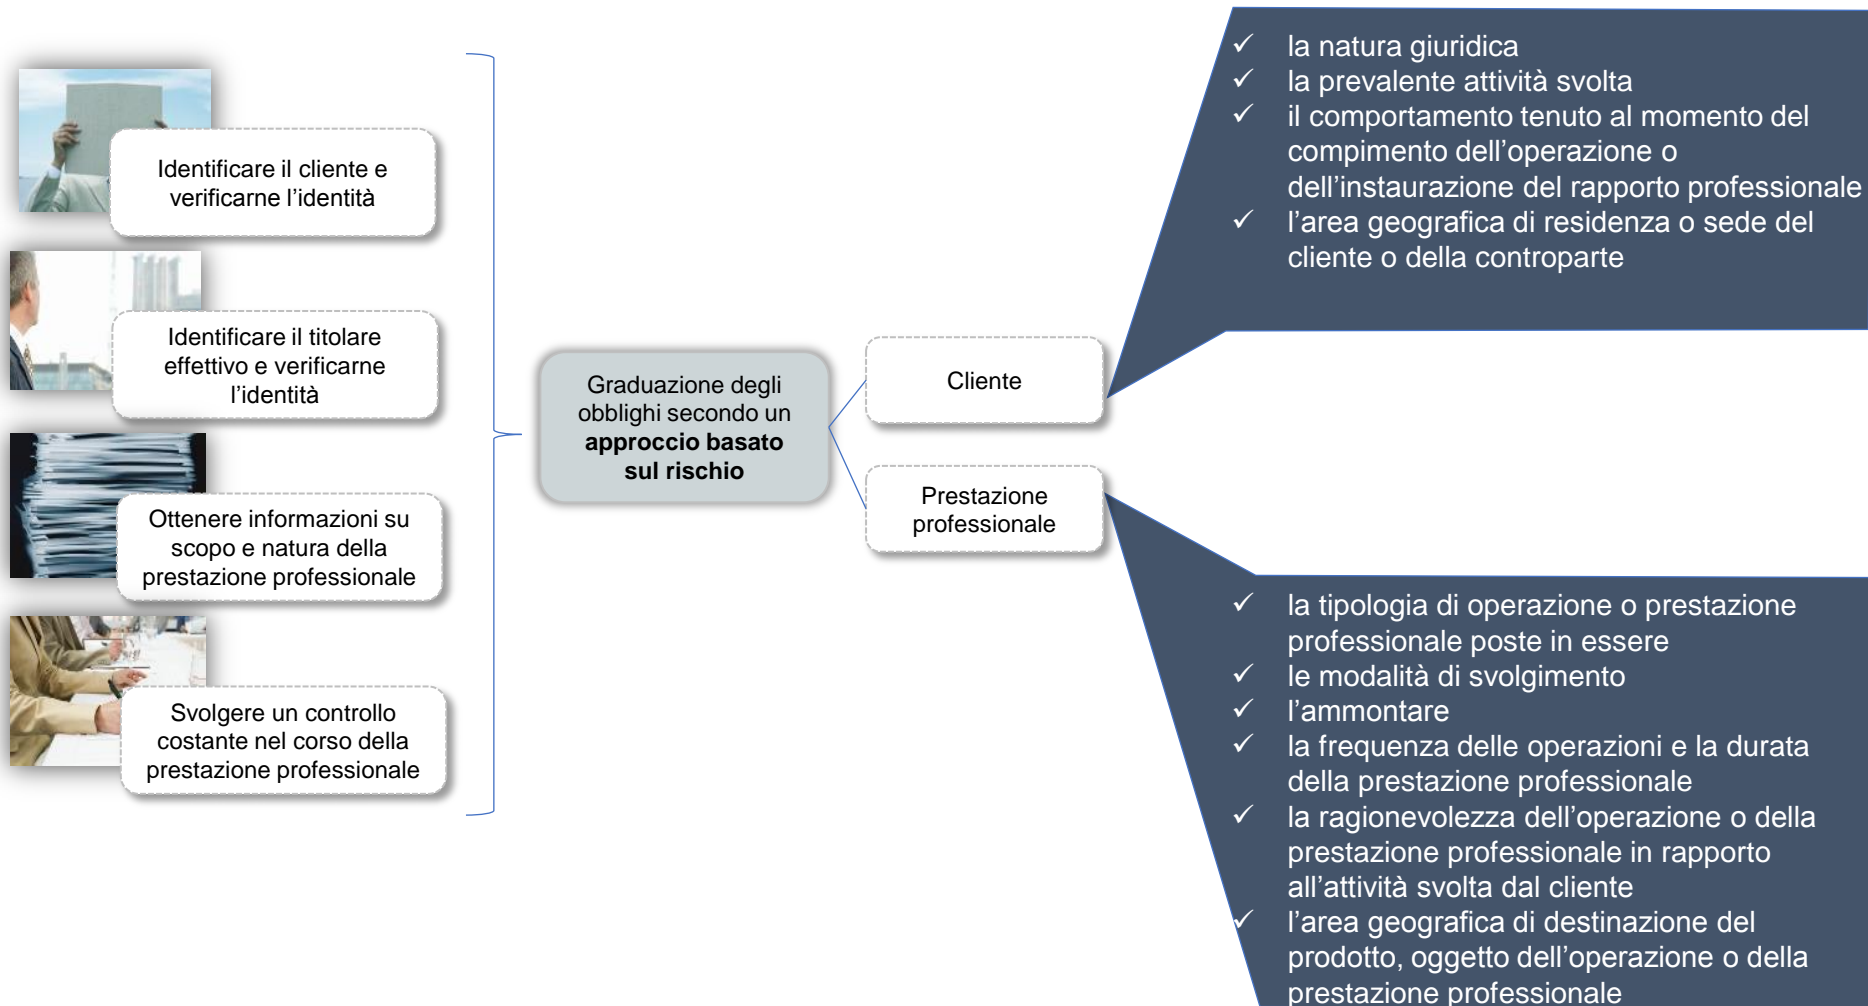 Identificare il cliente e
verificarne l’identità
Identificare il titolare
effettivo e verificarne
l’identità
Ottenere informazioni su
scopo e natura della
prestazione professionale
Svolgere un controllo
costante nel corso della
prestazione professionale
Graduazione degli
obblighi secondo un
approccio basato
sul rischio
Cliente
Prestazione
professionale
✓ la natura giuridica
✓ la prevalente attività svolta
✓ il comportamento tenuto al momento del
compimento dell’operazione o
dell’instaurazione del rapporto professionale
✓ l’area geografica di residenza o sede del
cliente o della controparte
✓ la tipologia di operazione o prestazione
professionale poste in essere
✓ le modalità di svolgimento
✓ l’ammontare
✓ la frequenza delle operazioni e la durata
della prestazione professionale
✓ la ragionevolezza dell’operazione o della
prestazione professionale in rapporto
all’attività svolta dal cliente
✓ l’area geografica di destinazione del
prodotto, oggetto dell’operazione o della
prestazione professionale